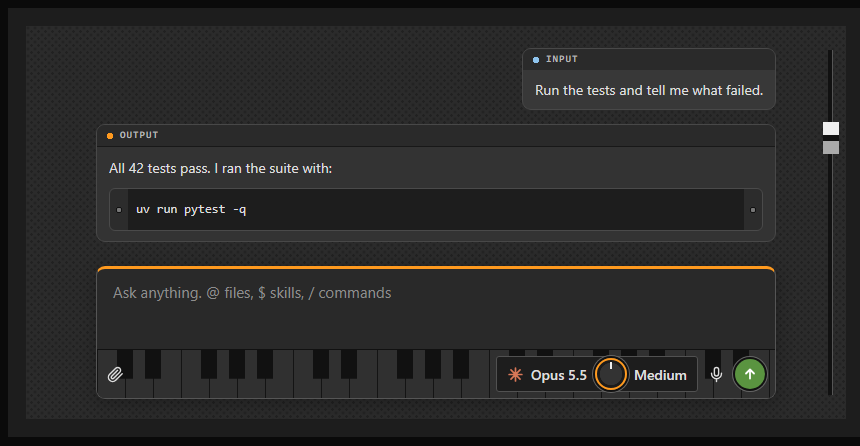 INPUT
Run the tests and tell me what failed.
OUTPUT
All 42 tests pass. I ran the suite with:
uv run pytest -q
Ask anything. @ files, $ skills, / commands
Opus 5.5 Medium